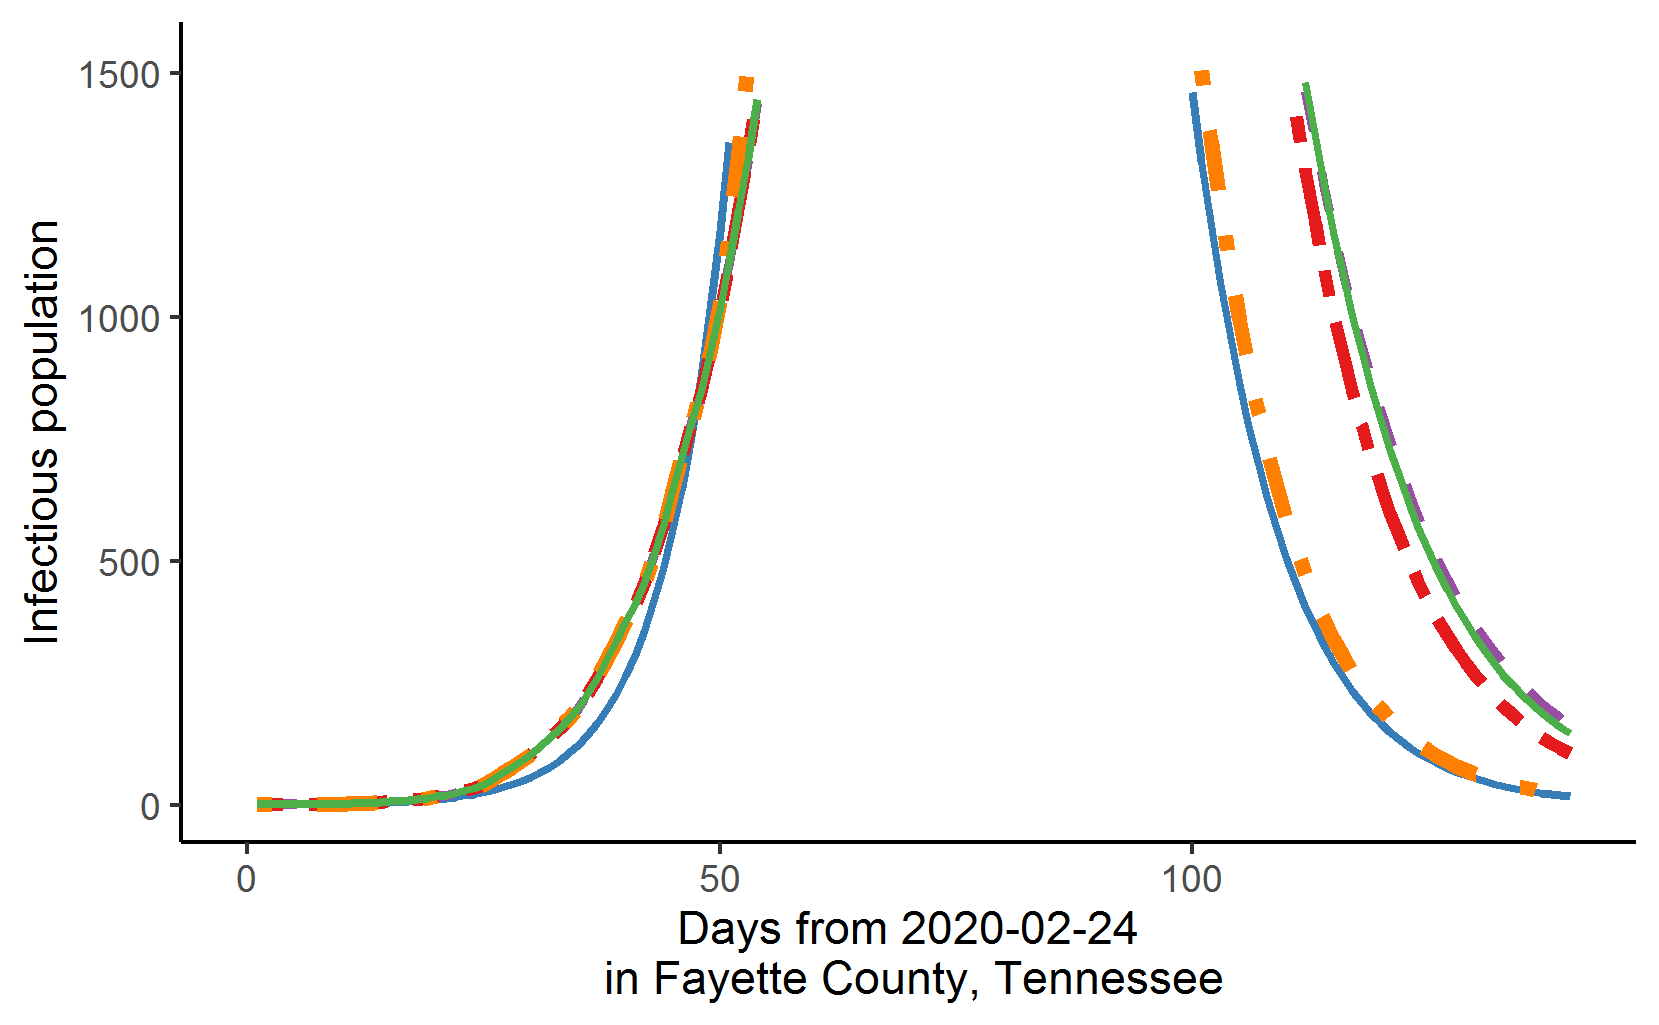 1500
1000
500
0
Infectious population
0
50
100
Days from 2020-02-24
in Fayette County, Tennessee